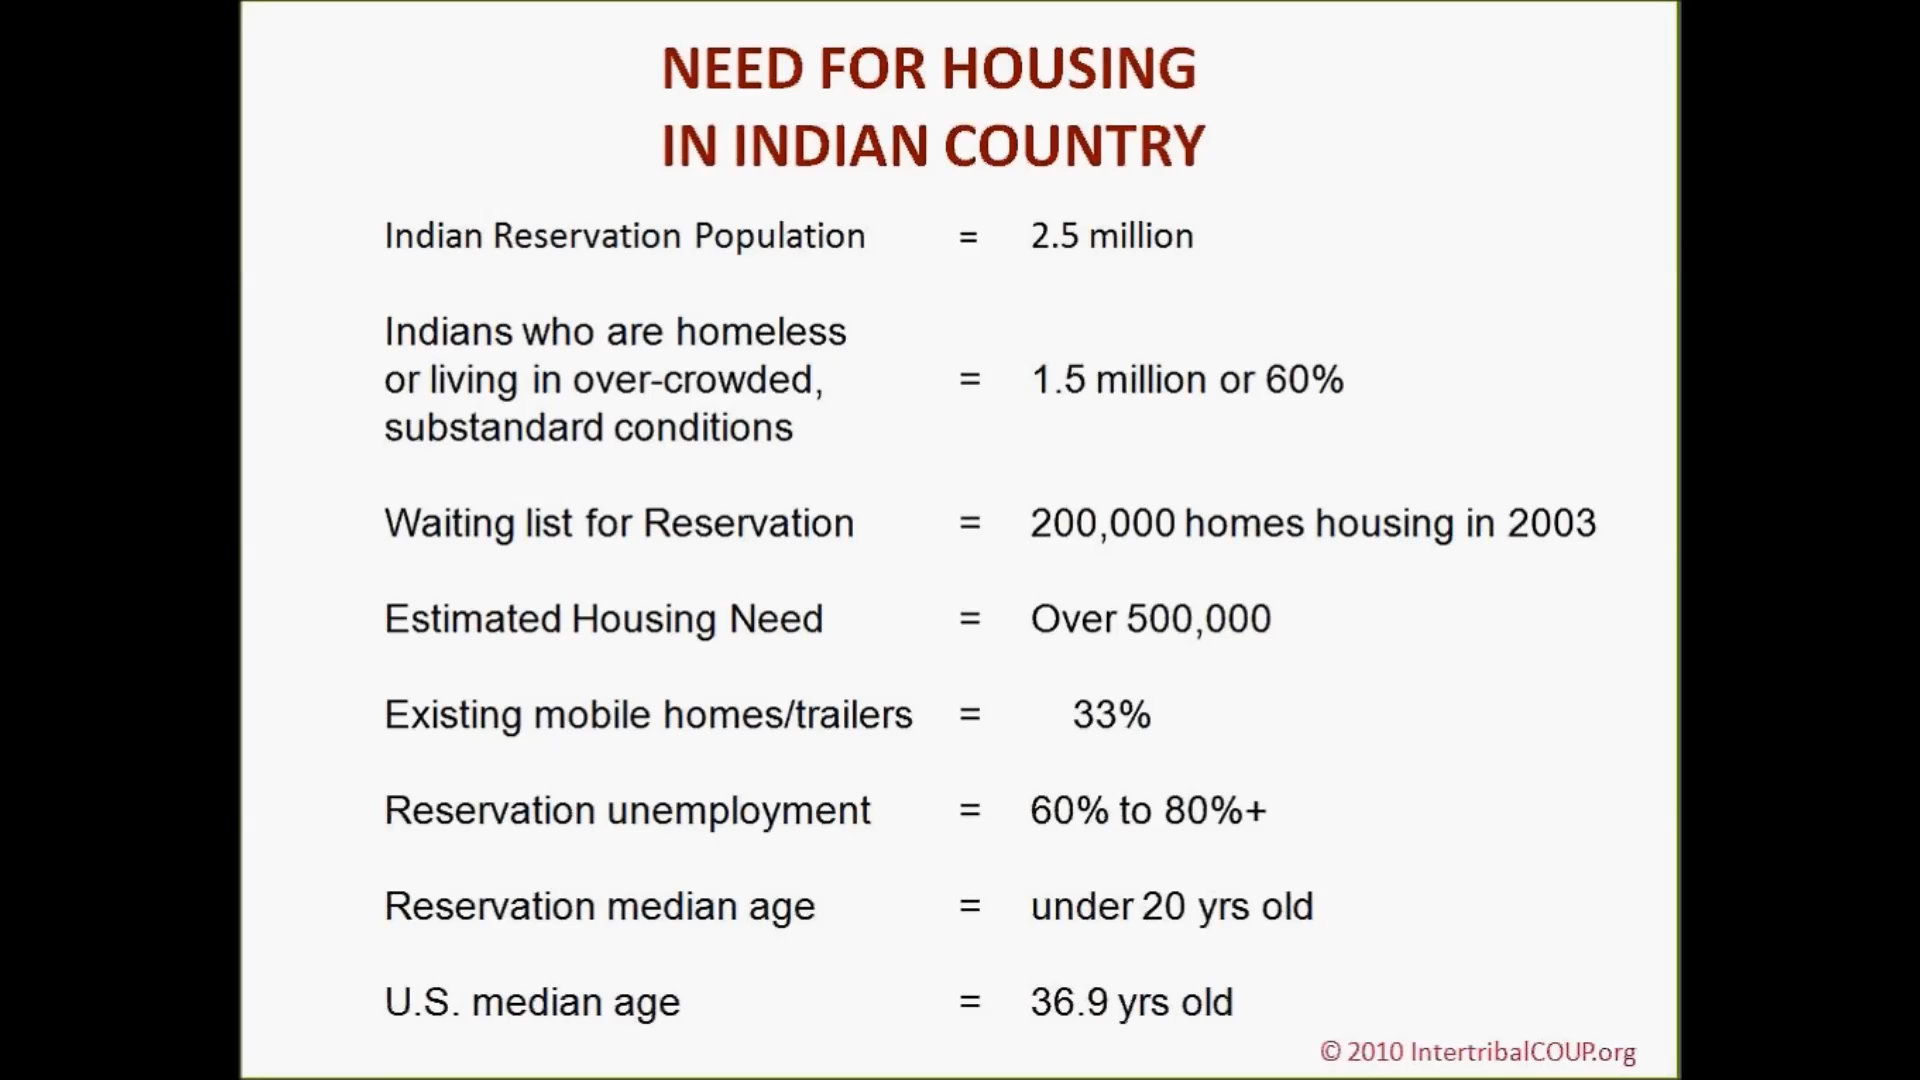 NEED FOR HOUSING
IN INDIAN COUNTRY
Indian Reservation Population = 2.5 million
Indians who are homeless
or living in over-crowded, = 1.5 million or 60%
substandard conditions
Waiting list for Reservation = 200,000 homes housing in 2003
Estimated Housing Need = Over 500,000
Existing mobile homes/trailers = 33%
Reservation unemployment = 60% to 80%+
Reservation median age = under 20 yrs old
U.S. median age = 36.9 yrs old
© 2010 IntertribalCOUP.org